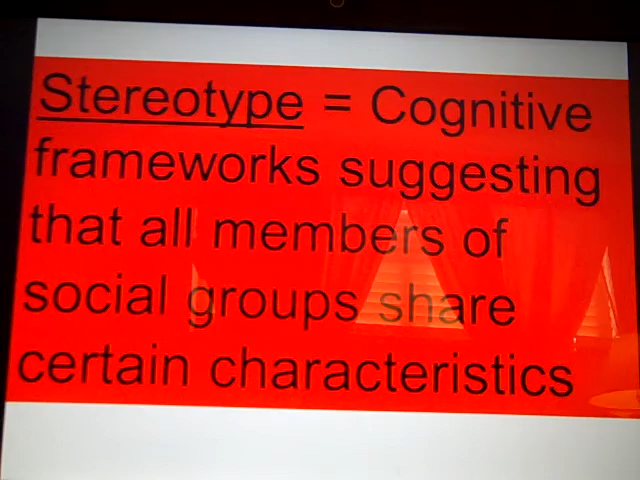 Stereotype = Cognitive
frameworks suggesting
that all members of
social groups share
certain characteristics